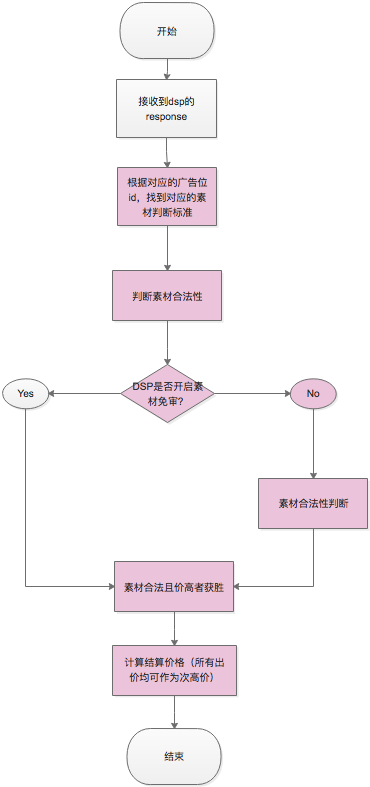 开始
接收到dsp的
response
根据对应的广告位
id，找到对应的素
材判断标准
判断素材合法性
DSP是否开启素
材免审？
Yes
No
素材合法性判断
素材合法且价高者获胜
计算结算价格（所有出
价均可作为次高价）
结束